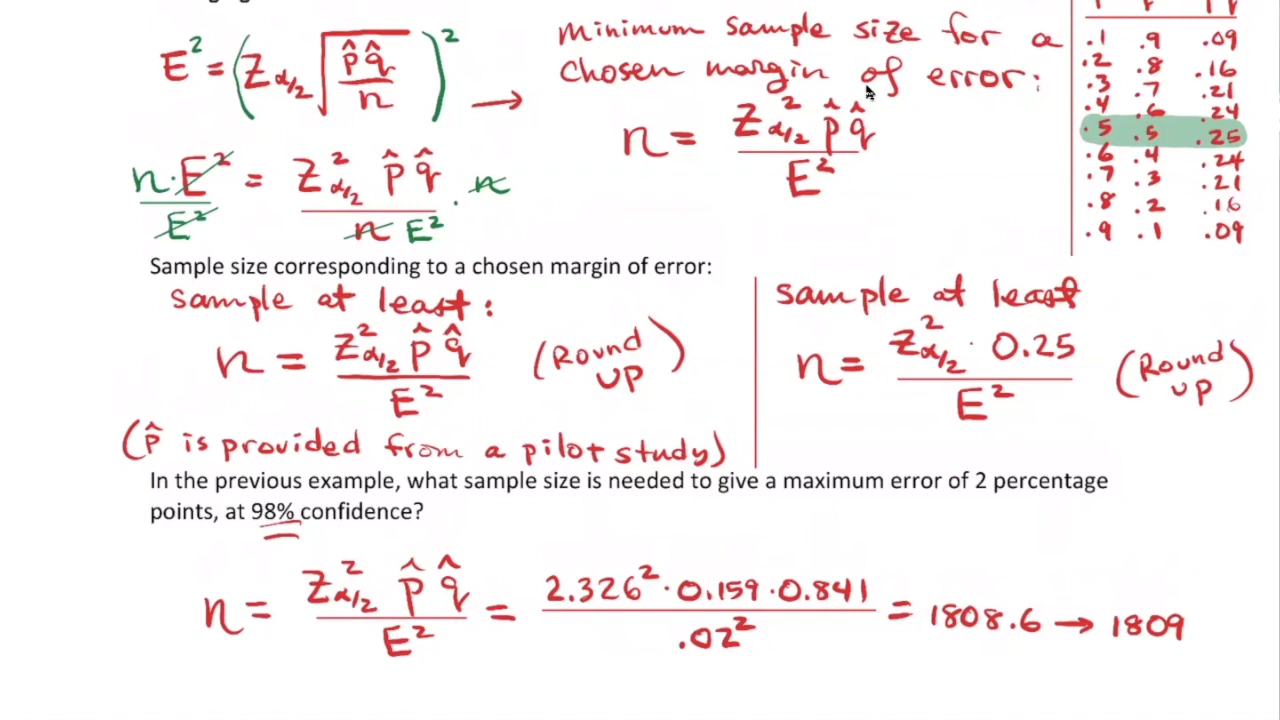 E² = (Z_α/2 √(p̂q̂/n))² →
n·E²/E² = Z²_α/2 p̂ q̂/(n E²) · n
Minimum sample size for a
chosen margin of error:
n = Z²_α/2 p̂ q̂ / E²
.1 .9 .09
.2 .8 .16
.3 .7 .21
.4 .6 .24
.5 .5 .25
.6 .4 .24
.7 .3 .21
.8 .2 .16
.9 .1 .09
Sample size corresponding to a chosen margin of error:
sample at least:
n = Z²_α/2 p̂ q̂ / E² (Round UP)
(p̂ is provided from a pilot study)
sample at least
n = Z²_α/2 · 0.25 / E² (Round UP)
In the previous example, what sample size is needed to give a maximum error of 2 percentage
points, at 98% confidence?
n = Z²_α/2 p̂ q̂ / E² = 2.326² · 0.159 · 0.841 / .02² = 1808.6 → 1809